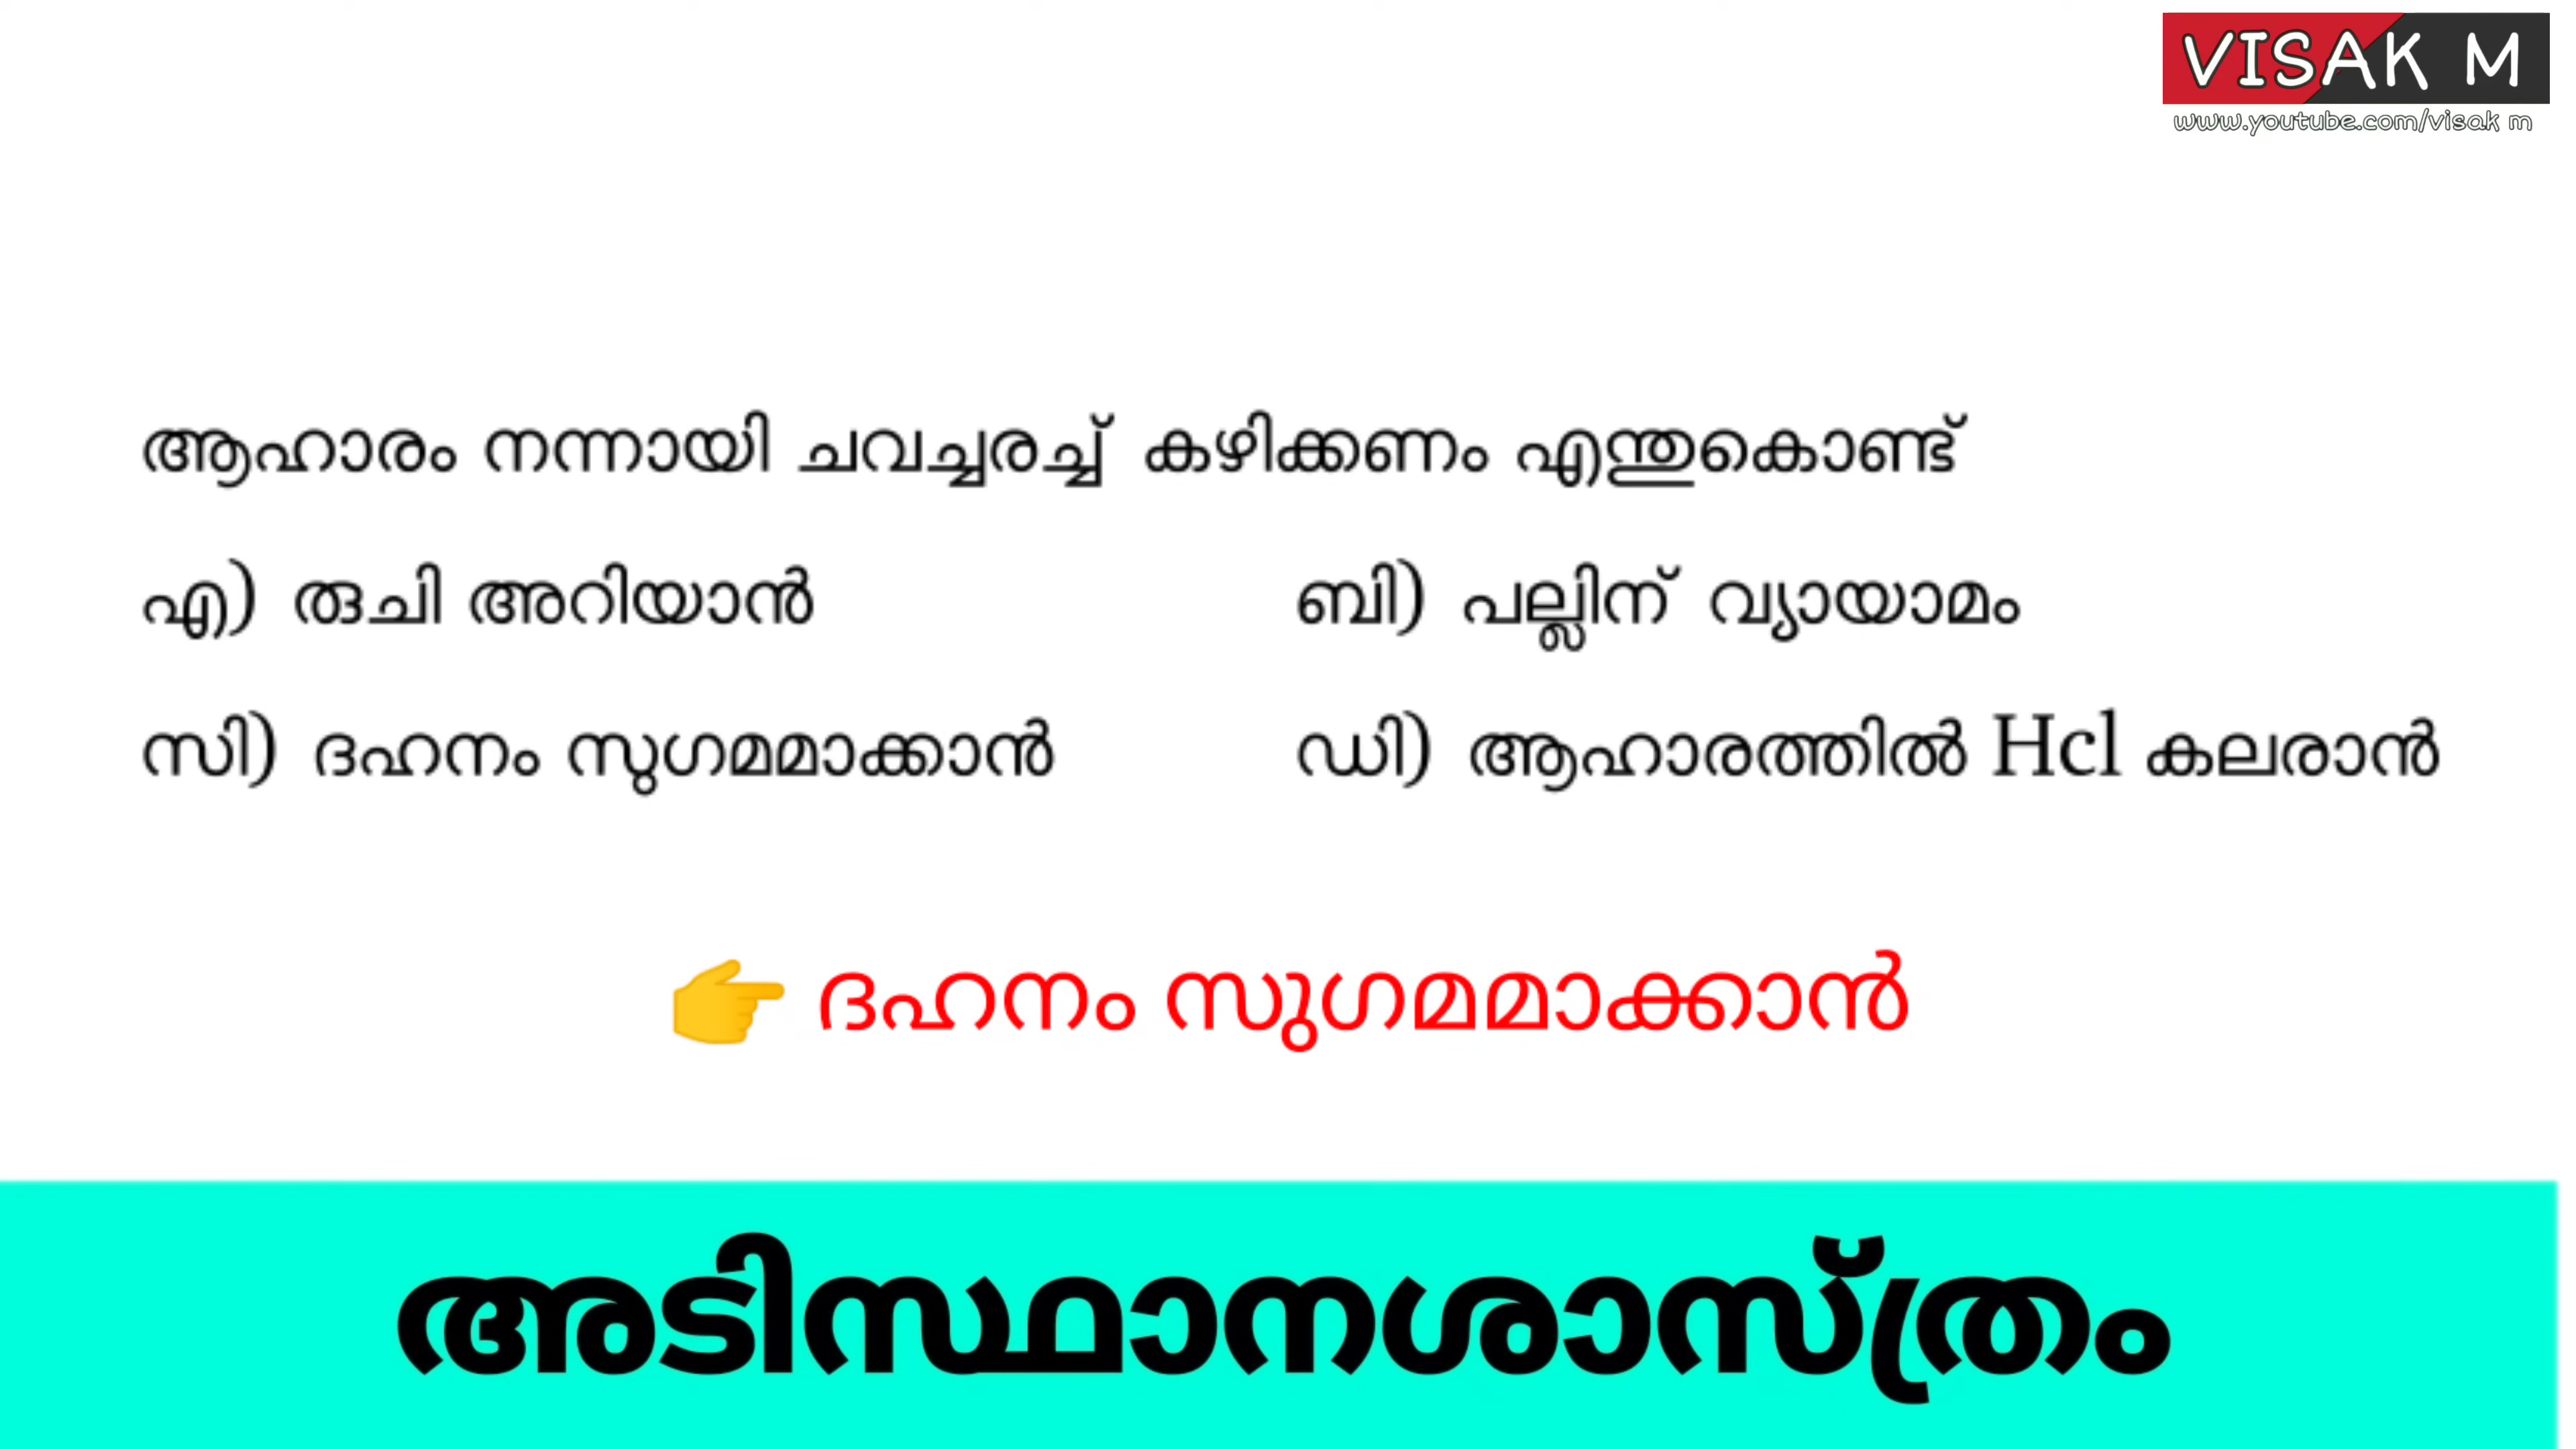 VISAK M
www.youtube.com/visak m
ആഹാരം നന്നായി ചവച്ചരച്ച് കഴിക്കണം എന്തുകൊണ്ട്
എ) രുചി അറിയാൻ ബി) പല്ലിന് വ്യായാമം
സി) ദഹനം സുഗമമാക്കാൻ ഡി) ആഹാരത്തിൽ Hcl കലരാൻ
👉 ദഹനം സുഗമമാക്കാൻ
അടിസ്ഥാനശാസ്ത്രം